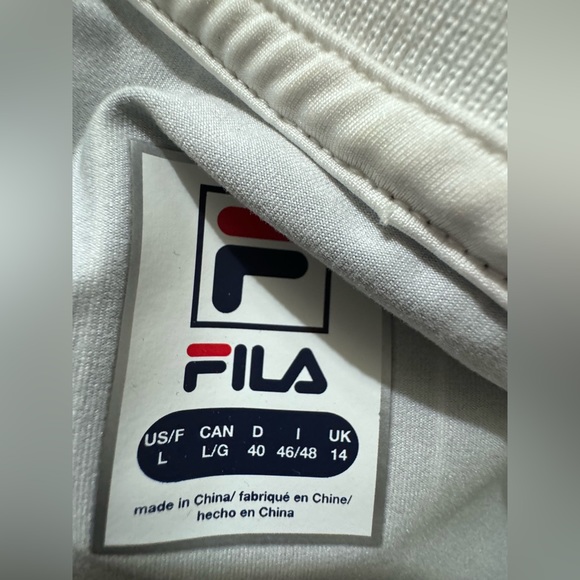 F
FILA
US/F CAN D I UK
L L/G 40 46/48 14
made in China/ fabriqué en Chine/
hecho en China